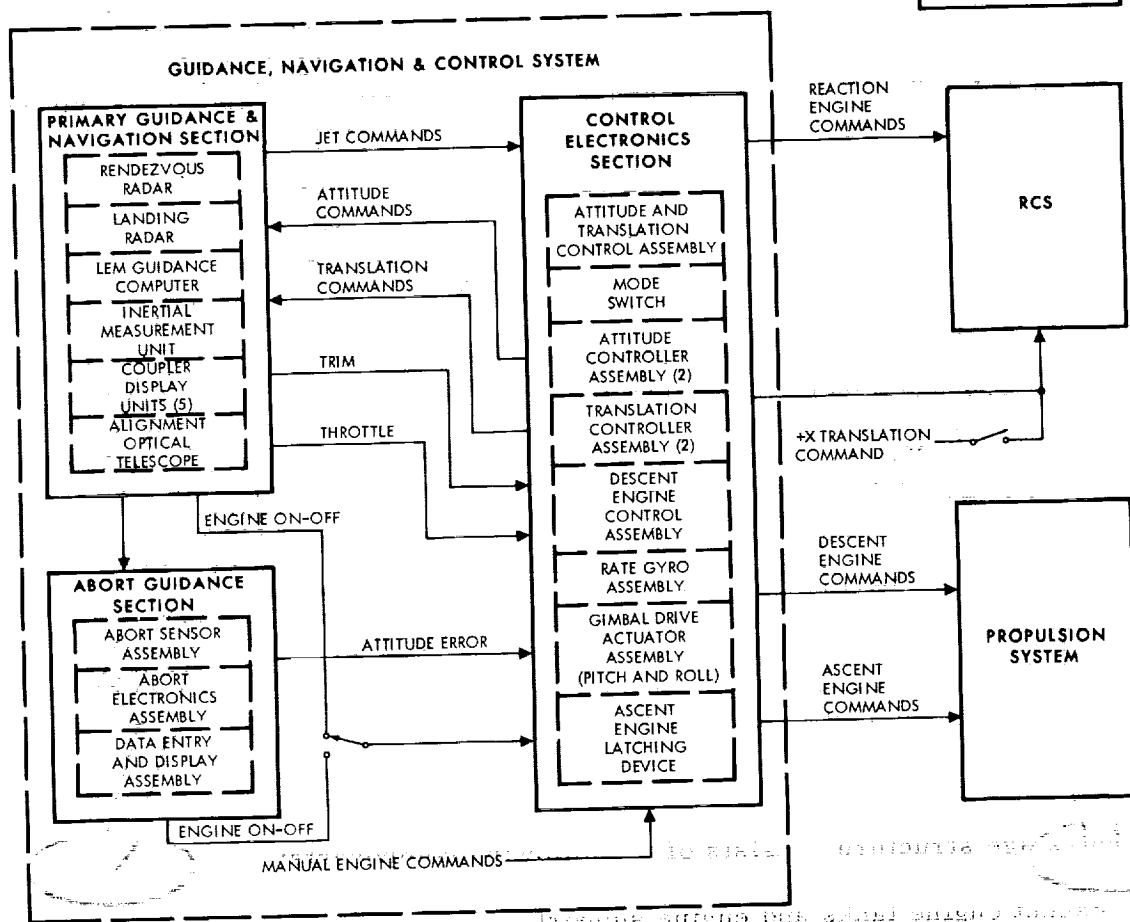 GUIDANCE, NAVIGATION & CONTROL SYSTEM
PRIMARY GUIDANCE &
NAVIGATION SECTION
RENDEZVOUS
RADAR
LANDING
RADAR
LEM GUIDANCE
COMPUTER
INERTIAL
MEASUREMENT
UNIT
COUPLER
DISPLAY
UNITS (5)
ALIGNMENT
OPTICAL
TELESCOPE
JET COMMANDS
ATTITUDE
COMMANDS
TRANSLATION
COMMANDS
TRIM
THROTTLE
ENGINE ON-OFF
ABORT GUIDANCE
SECTION
ABORT SENSOR
ASSEMBLY
ABORT
ELECTRONICS
ASSEMBLY
DATA ENTRY
AND DISPLAY
ASSEMBLY
ATTITUDE ERROR
ENGINE ON-OFF
MANUAL ENGINE COMMANDS
CONTROL
ELECTRONICS
SECTION
ATTITUDE AND
TRANSLATION
CONTROL ASSEMBLY
MODE
SWITCH
ATTITUDE
CONTROLLER
ASSEMBLY (2)
TRANSLATION
CONTROLLER
ASSEMBLY (2)
DESCENT
ENGINE
CONTROL
ASSEMBLY
RATE GYRO
ASSEMBLY
GIMBAL DRIVE
ACTUATOR
ASSEMBLY
(PITCH AND ROLL)
ASCENT
ENGINE
LATCHING
DEVICE
REACTION
ENGINE
COMMANDS
RCS
+X TRANSLATION
COMMAND
DESCENT
ENGINE
COMMANDS
ASCENT
ENGINE
COMMANDS
PROPULSION
SYSTEM